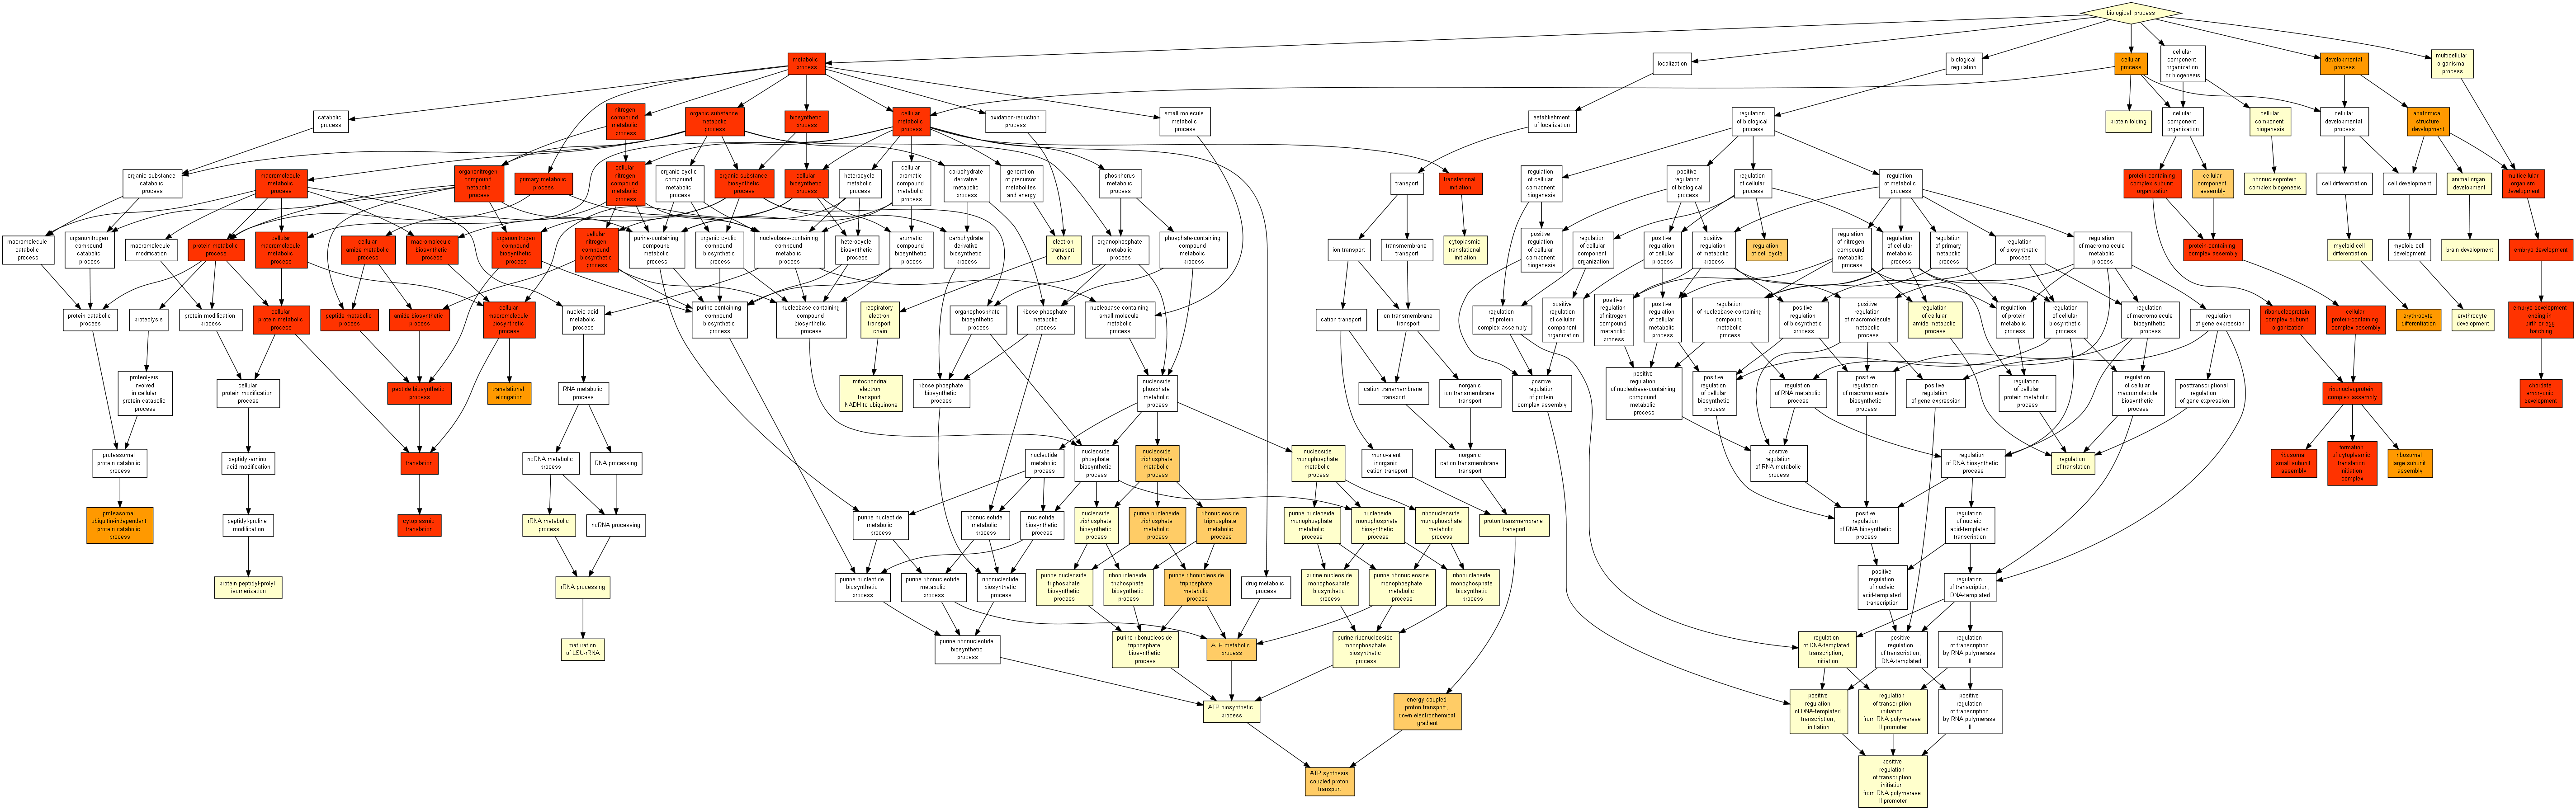 biological_process
metabolic
process
localization
biological
regulation
cellular
process
cellular
component
organization
or biogenesis
developmental
process
multicellular
organismal
process
catabolic
process
nitrogen
compound
metabolic
process
organic substance
metabolic
process
biosynthetic
process
cellular
metabolic
process
oxidation-reduction
process
small molecule
metabolic
process
establishment
of localization
regulation
of biological
process
protein folding
cellular
component
organization
cellular
component
biogenesis
cellular
developmental
process
anatomical
structure
development
organic substance
catabolic
process
macromolecule
metabolic
process
organonitrogen
compound
metabolic
process
primary metabolic
process
cellular
nitrogen
compound
metabolic
process
organic cyclic
compound
metabolic
process
organic substance
biosynthetic
process
cellular
biosynthetic
process
heterocycle
metabolic
process
cellular
aromatic
compound
metabolic
process
carbohydrate
derivative
metabolic
process
generation
of precursor
metabolites
and energy
phosphorus
metabolic
process
transport
translational
initiation
regulation
of cellular
component
biogenesis
positive
regulation
of biological
process
regulation
of cellular
process
regulation
of metabolic
process
protein-containing
complex subunit
organization
cellular
component
assembly
ribonucleoprotein
complex biogenesis
cell differentiation
cell development
animal organ
development
multicellular
organism
development
macromolecule
catabolic
process
organonitrogen
compound
catabolic
process
macromolecule
modification
protein metabolic
process
cellular
macromolecule
metabolic
process
cellular
amide metabolic
process
macromolecule
biosynthetic
process
organonitrogen
compound
biosynthetic
process
cellular
nitrogen
compound
biosynthetic
process
purine-containing
compound
metabolic
process
organic cyclic
compound
biosynthetic
process
nucleobase-containing
compound
metabolic
process
heterocycle
biosynthetic
process
aromatic
compound
biosynthetic
process
carbohydrate
derivative
biosynthetic
process
electron
transport
chain
organophosphate
metabolic
process
phosphate-containing
compound
metabolic
process
ion transport
transmembrane
transport
cytoplasmic
translational
initiation
positive
regulation
of cellular
component
biogenesis
regulation
of cellular
component
organization
positive
regulation
of cellular
process
positive
regulation
of metabolic
process
regulation
of cell cycle
regulation
of nitrogen
compound
metabolic
process
regulation
of cellular
metabolic
process
regulation
of primary
metabolic
process
regulation
of biosynthetic
process
regulation
of macromolecule
metabolic
process
protein-containing
complex assembly
myeloid cell
differentiation
myeloid cell
development
brain development
embryo development
protein catabolic
process
proteolysis
protein modification
process
cellular
protein metabolic
process
peptide metabolic
process
amide biosynthetic
process
cellular
macromolecule
biosynthetic
process
nucleic acid
metabolic
process
purine-containing
compound
biosynthetic
process
nucleobase-containing
compound
biosynthetic
process
respiratory
electron
transport
chain
organophosphate
biosynthetic
process
ribose phosphate
metabolic
process
nucleobase-containing
small molecule
metabolic
process
cation transport
ion transmembrane
transport
regulation
of protein
complex assembly
positive
regulation
of cellular
component
organization
positive
regulation
of nitrogen
compound
metabolic
process
positive
regulation
of cellular
metabolic
process
regulation
of nucleobase-containing
compound
metabolic
process
positive
regulation
of biosynthetic
process
positive
regulation
of macromolecule
metabolic
process
regulation
of cellular
amide metabolic
process
regulation
of protein
metabolic
process
regulation
of cellular
biosynthetic
process
regulation
of macromolecule
biosynthetic
process
regulation
of gene expression
ribonucleoprotein
complex subunit
organization
cellular
protein-containing
complex assembly
erythrocyte
differentiation
erythrocyte
development
embryo development
ending in
birth or egg
hatching
proteolysis
involved
in cellular
protein catabolic
process
cellular
protein modification
process
peptide biosynthetic
process
translational
elongation
RNA metabolic
process
mitochondrial
electron
transport,
NADH to ubiquinone
ribose phosphate
biosynthetic
process
nucleoside
phosphate
metabolic
process
cation transmembrane
transport
inorganic
ion transmembrane
transport
positive
regulation
of protein
complex assembly
positive
regulation
of nucleobase-containing
compound
metabolic
process
positive
regulation
of cellular
biosynthetic
process
regulation
of RNA metabolic
process
positive
regulation
of macromolecule
biosynthetic
process
positive
regulation
of gene expression
regulation
of cellular
protein metabolic
process
regulation
of cellular
macromolecule
biosynthetic
process
posttranscriptional
regulation
of gene expression
ribonucleoprotein
complex assembly
chordate
embryonic
development
proteasomal
protein catabolic
process
peptidyl-amino
acid modification
translation
ncRNA metabolic
process
RNA processing
nucleotide
metabolic
process
nucleoside
phosphate
biosynthetic
process
nucleoside
triphosphate
metabolic
process
nucleoside
monophosphate
metabolic
process
monovalent
inorganic
cation transport
inorganic
cation transmembrane
transport
positive
regulation
of RNA metabolic
process
regulation
of RNA biosynthetic
process
regulation
of translation
ribosomal
small subunit
assembly
formation
of cytoplasmic
translation
initiation
complex
ribosomal
large subunit
assembly
proteasomal
ubiquitin-independent
protein catabolic
process
peptidyl-proline
modification
cytoplasmic
translation
rRNA metabolic
process
ncRNA processing
purine nucleotide
metabolic
process
ribonucleotide
metabolic
process
nucleotide
biosynthetic
process
nucleoside
triphosphate
biosynthetic
process
purine nucleoside
triphosphate
metabolic
process
ribonucleoside
triphosphate
metabolic
process
purine nucleoside
monophosphate
metabolic
process
nucleoside
monophosphate
biosynthetic
process
ribonucleoside
monophosphate
metabolic
process
proton transmembrane
transport
positive
regulation
of RNA biosynthetic
process
regulation
of nucleic
acid-templated
transcription
protein peptidyl-prolyl
isomerization
rRNA processing
purine nucleotide
biosynthetic
process
purine ribonucleotide
metabolic
process
ribonucleotide
biosynthetic
process
purine nucleoside
triphosphate
biosynthetic
process
ribonucleoside
triphosphate
biosynthetic
process
purine ribonucleoside
triphosphate
metabolic
process
drug metabolic
process
purine nucleoside
monophosphate
biosynthetic
process
purine ribonucleoside
monophosphate
metabolic
process
ribonucleoside
monophosphate
biosynthetic
process
positive
regulation
of nucleic
acid-templated
transcription
regulation
of transcription,
DNA-templated
maturation
of LSU-rRNA
purine ribonucleotide
biosynthetic
process
purine ribonucleoside
triphosphate
biosynthetic
process
ATP metabolic
process
purine ribonucleoside
monophosphate
biosynthetic
process
regulation
of DNA-templated
transcription,
initiation
positive
regulation
of transcription,
DNA-templated
regulation
of transcription
by RNA polymerase
II
ATP biosynthetic
process
energy coupled
proton transport,
down electrochemical
gradient
positive
regulation
of DNA-templated
transcription,
initiation
regulation
of transcription
initiation
from RNA polymerase
II promoter
positive
regulation
of transcription
by RNA polymerase
II
ATP synthesis
coupled proton
transport
positive
regulation
of transcription
initiation
from RNA polymerase
II promoter